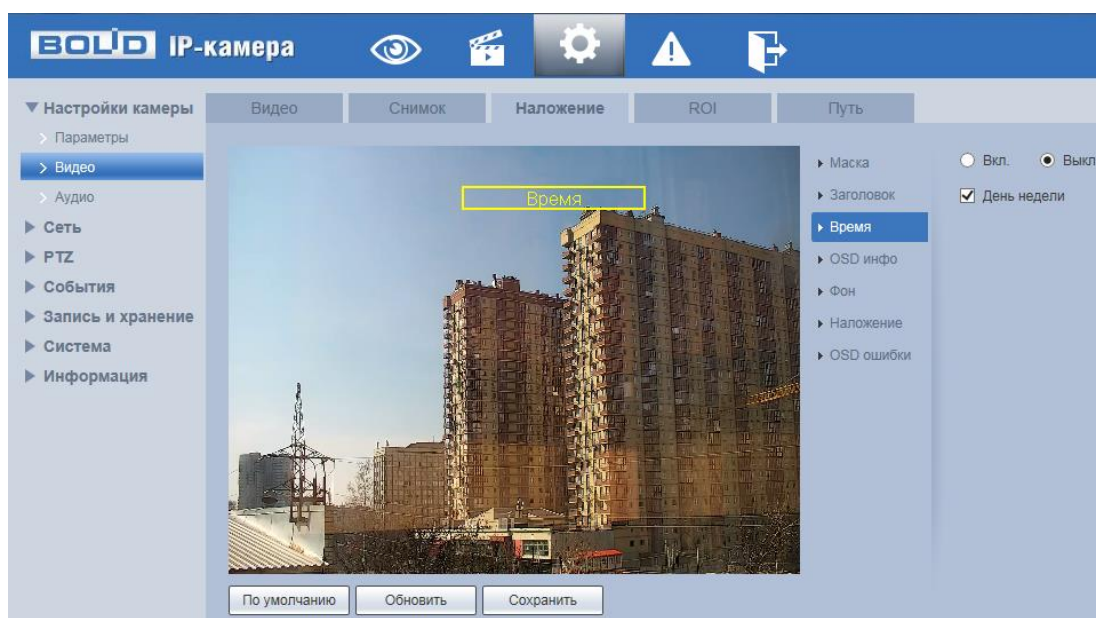 BOLID IP-камера
Настройки камеры
Параметры
Видео
Аудио
Сеть
PTZ
События
Запись и хранение
Система
Информация
Видео Снимок Наложение ROI Путь
Время
Маска
Заголовок
Время
OSD инфо
Фон
Наложение
OSD ошибки
Вкл. Выкл
День недели
По умолчанию Обновить Сохранить